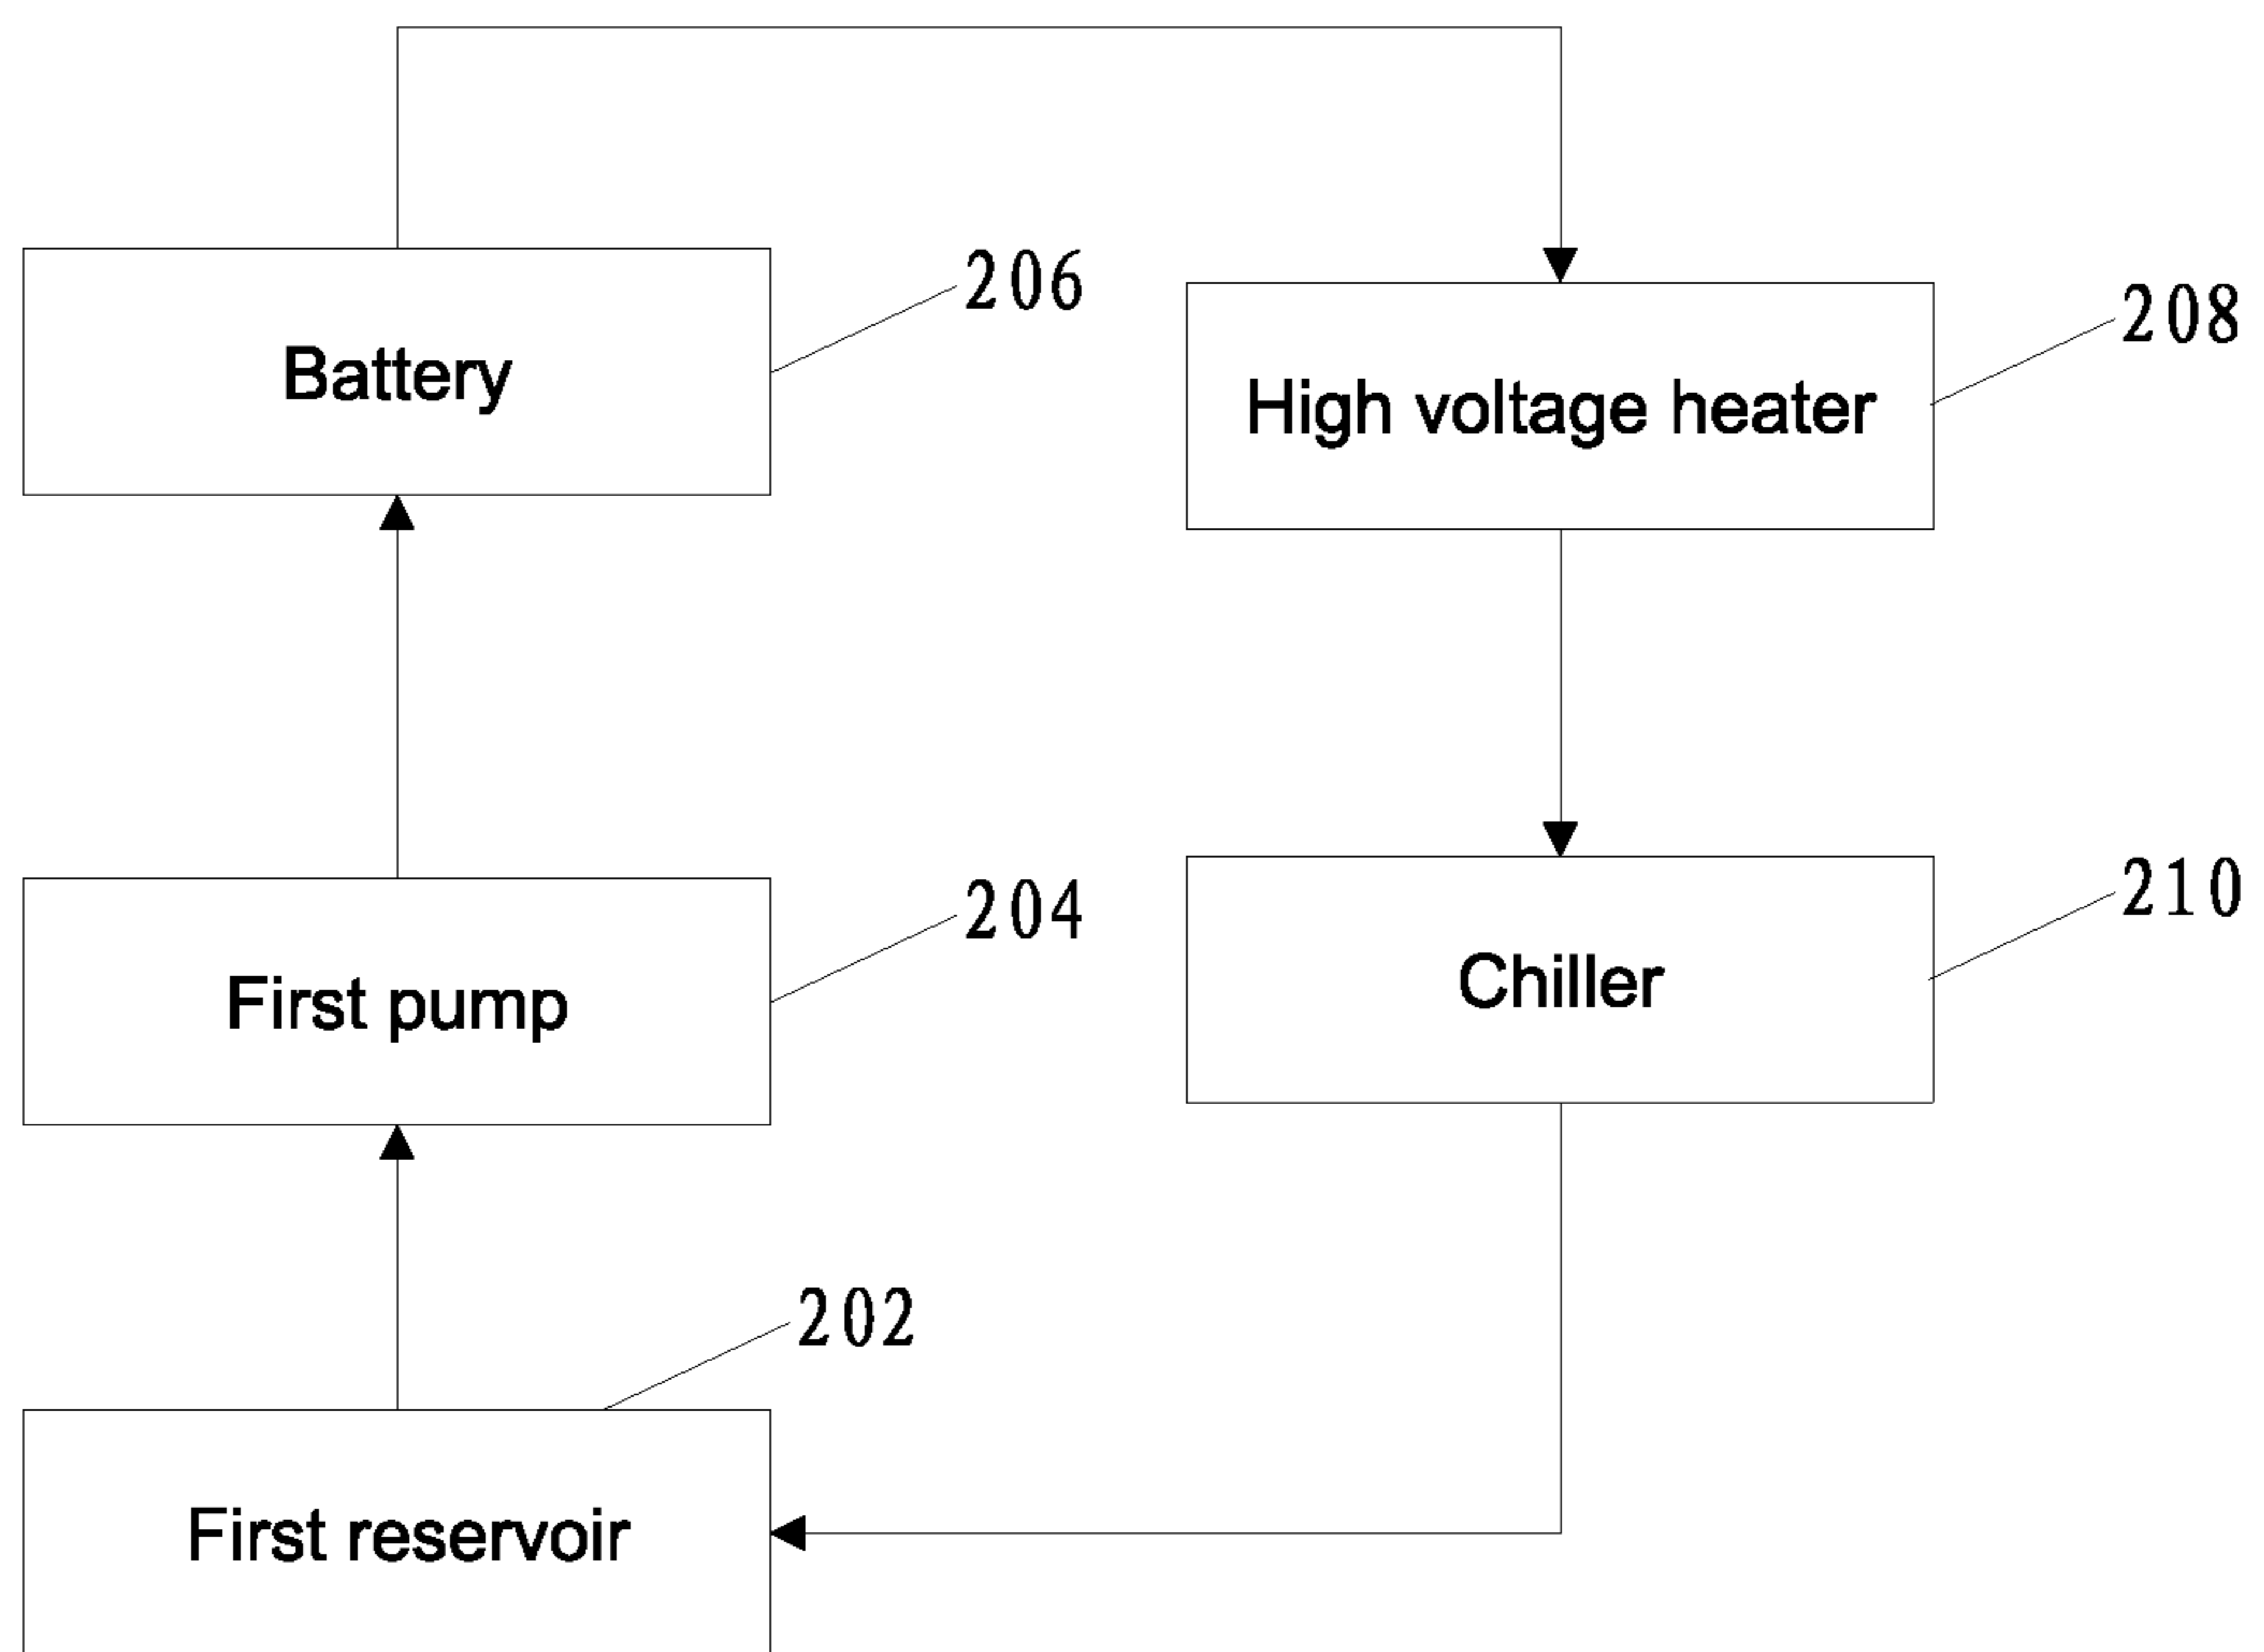 206
208
Battery
High voltage heater
204
210
First pump
Chiller
202
First reservoir